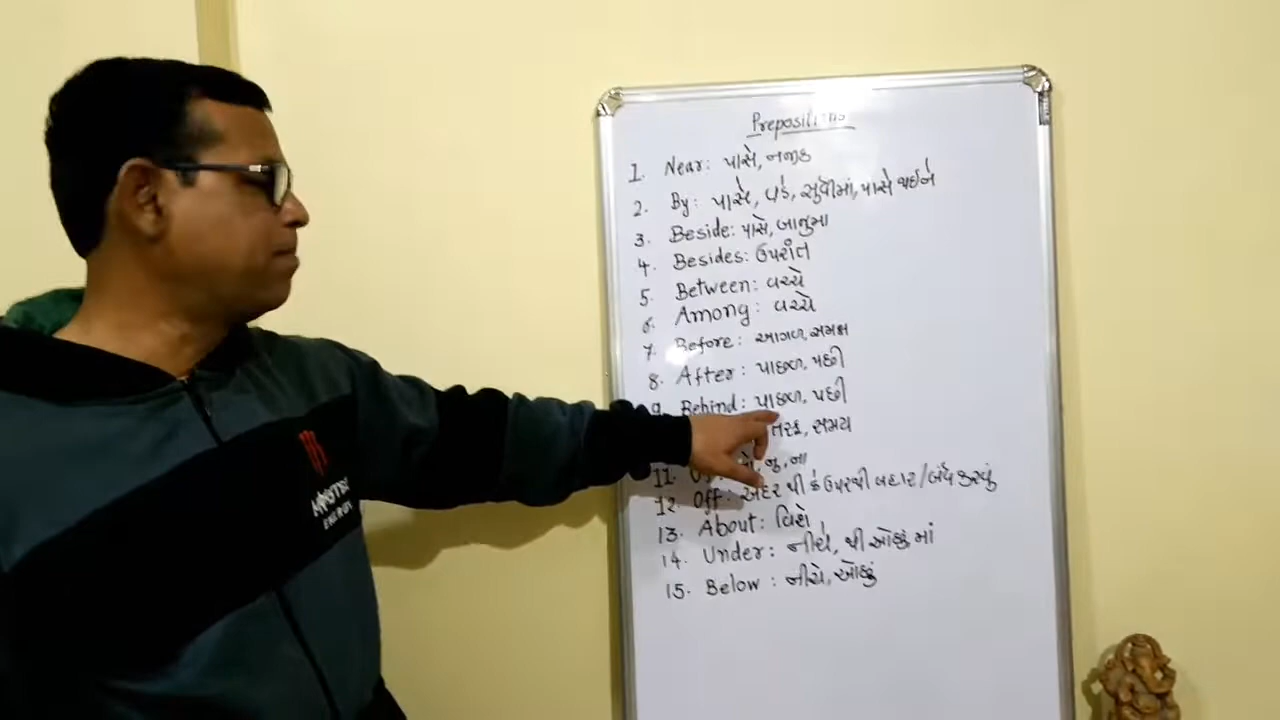 Prepositions
1. Near: પાસે, નજીક
2. By: પાસે, વડે, સુધીમાં, પાસે થઈને
3. Beside: પાસે, બાજુમા
4. Besides: ઉપરાંત
5. Between: વચ્ચે
6. Among: વચ્ચે
7. Before: આગળ, સમક્ષ
8. After: પાછળ, પછી
9. Behind: પાછળ, પછી
તરફ, સમય
11. નુ, ના
12. Off: અંદર થી કે ઉપરથી બહાર/બંધ કરવું
13. About: વિશે
14. Under: નીચે, થી ઓછું માં
15. Below: નીચે, ઓછું
ENERGY